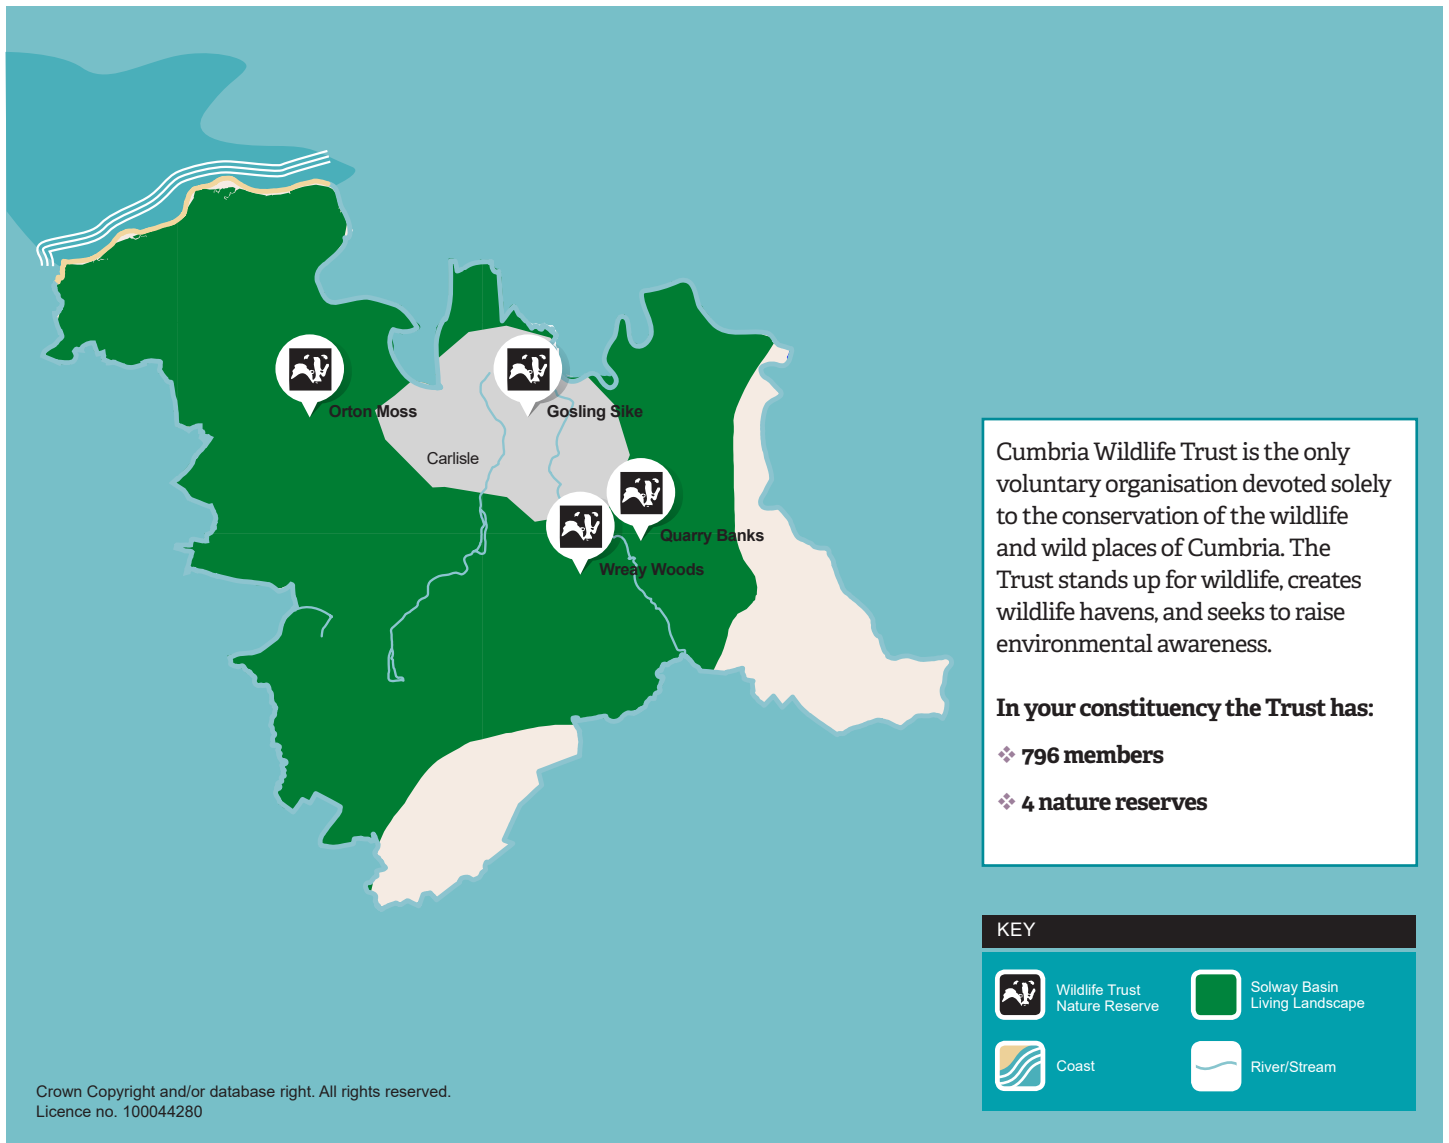 Orton Moss
Gosling Sike
Carlisle
Quarry Banks
Wreay Woods
Cumbria Wildlife Trust is the only
voluntary organisation devoted solely
to the conservation of the wildlife
and wild places of Cumbria. The
Trust stands up for wildlife, creates
wildlife havens, and seeks to raise
environmental awareness.
In your constituency the Trust has:
❖ 796 members
❖ 4 nature reserves
KEY
Wildlife Trust
Nature Reserve
Solway Basin
Living Landscape
Coast
River/Stream
Crown Copyright and/or database right. All rights reserved.
Licence no. 100044280